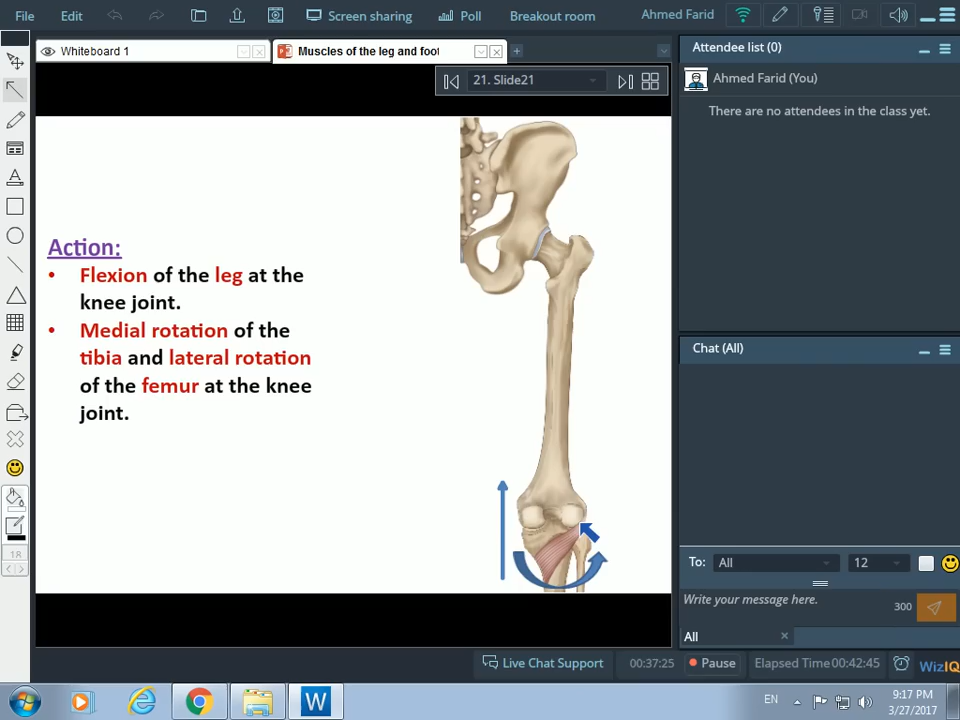 File Edit Screen sharing Poll Breakout room Ahmed Farid
Whiteboard 1 Muscles of the leg and foot
Attendee list (0)
21. Slide21
Ahmed Farid (You)
There are no attendees in the class yet.
Action:
• Flexion of the leg at the
knee joint.
• Medial rotation of the
tibia and lateral rotation
of the femur at the knee
joint.
Chat (All)
To: All 12
Write your message here. 300
All
Live Chat Support 00:37:25 Pause Elapsed Time 00:42:45 WizIQ
EN 9:17 PM
3/27/2017